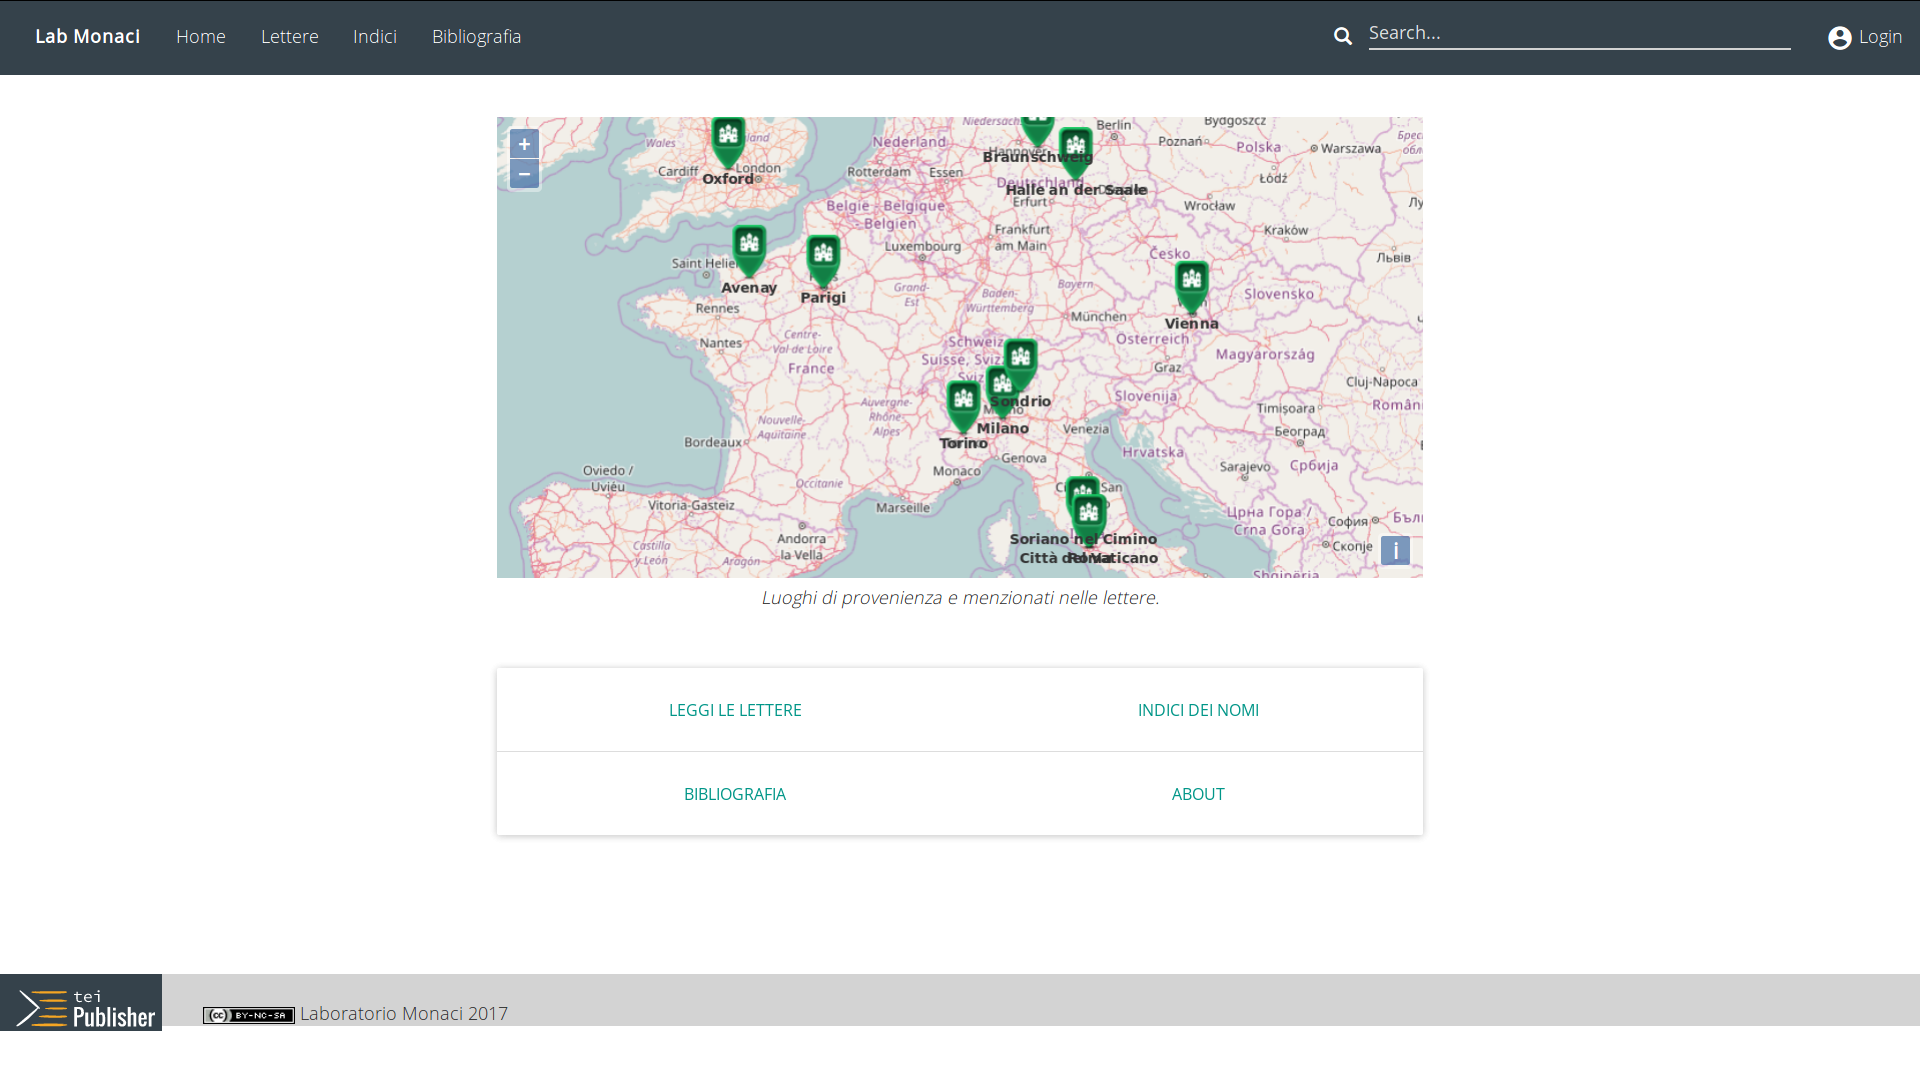 Lab Monaci Home Lettere Indici Bibliografia Search... Login
+
−
Wales
Cardiff
London
Oxford
Nederland
Rotterdam
Essen
België - Belgique
- Belgien
Luxembourg
Hannover
Braunschweig
Berlin
Deutschland
Halle an der Saale
Erfurt
Frankfurt
am Main
Bydgoszcz
Poznań
Polska
Warszawa
Łódź
Wrocław
Kraków
Česko
Львів
Saint Helier
Avenay
Parigi
Rennes
Nantes
Grand-
Est
Centre-
Val de Loire
France
Baden-
Württemberg
Bayern
München
Slovensko
Vienna
Österreich
Magyarország
Graz
Schweiz
Suisse, Sviz
Sondrio
Milano
Torino
Slovenija
Cluj-Napoca
Timișoara
Români
Auvergne-
Rhône
Alpes
Nouvelle-
Aquitaine
Bordeaux
Venezia
Genova
Hrvatska
Београд
Sarajevo
Србија
Oviedo /
Uviéu
Occitanie
Monaco
Marseille
Vitoria-Gasteiz
Andorra
la Vella
Castilla
y León
Aragón
San
Црна Гора /
Crna Gora
София
Скопје
Бъл
Shqipëria
Soriano nel Cimino
Città del Vaticano
Roma
i
Luoghi di provenienza e menzionati nelle lettere.
LEGGI LE LETTERE INDICI DEI NOMI
BIBLIOGRAFIA ABOUT
tei
Publisher
cc BY-NC-SA Laboratorio Monaci 2017